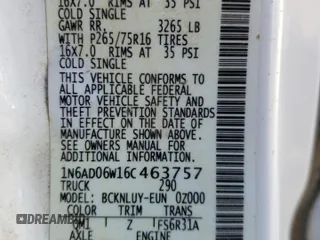 16X7.0 RIMS AT 35 PSI
COLD SINGLE
GAWR RR. 3265 LB
WITH P265/75R16 TIRES
16X7.0 RIMS AT 35 PSI
COLD SINGLE
THIS VEHICLE CONFORMS TO
ALL APPLICABLE FEDERAL
MOTOR VEHICLE SAFETY AND
THEFT PREVENTION STANDARDS
IN EFFECT ON THE DATE OF
MANUFACTURE SHOWN ABOVE.
SEE OWNERS MANUAL FOR
ADDITIONAL INFORMATION.
1N6AD06W16C463757
TRUCK 290
MODEL: BCKNLUY-EUN 0Z000
COLOR TRIM TRANS
QM1 Z FS6R31A
AXLE ENGINE
DREAMBID